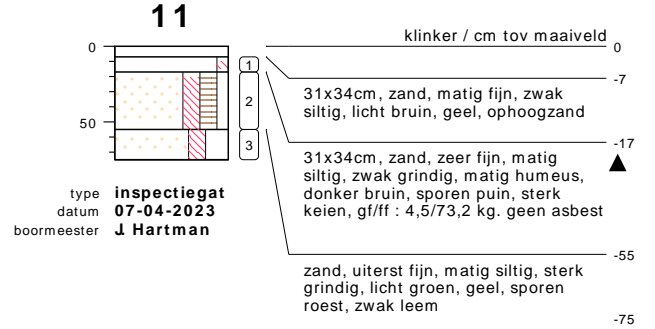 11
klinker / cm tov maaiveld
0
0
-7
1
31x34cm, zand, matig fijn, zwak
siltig, licht bruin, geel, ophoogzand
2
50
-17
3
31x34cm, zand, zeer fijn, matig
siltig, zwak grindig, matig humeus,
donker bruin, sporen puin, sterk
keien, gf/ff : 4,5/73,2 kg. geen asbest
type inspectiegat
datum 07-04-2023
boormeester J. Hartman
-55
zand, uiterst fijn, matig siltig, sterk
grindig, licht groen, geel, sporen
roest, zwak leem
-75